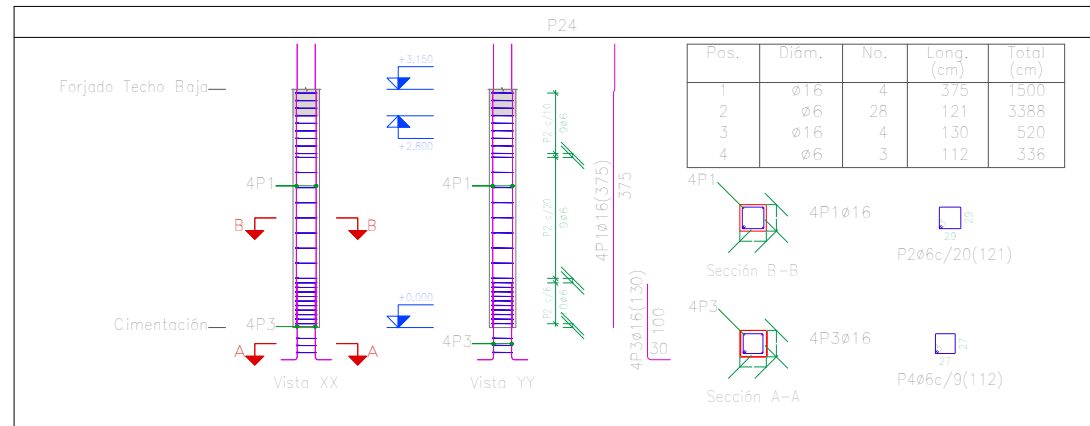 P24
Forjado Techo Baja
+3.150
+2.800
4P1
4P1
B B
+0.000
Cimentación
4P3
4P3
A A
Vista XX
Vista YY
P2 c/10
9ø6
P2 c/20
9ø6
P2 c/6
4P1ø16(375)
375
4P3ø16(130)
100
30
Pos. Diám. No. Long. (cm) Total (cm)
1 ø16 4 375 1500
2 ø6 28 121 3388
3 ø16 4 130 520
4 ø6 3 112 336
4P1
4P1ø16
Sección B-B
29
29
P2ø6c/20(121)
4P3
4P3ø16
Sección A-A
27
27
P4ø6c/9(112)